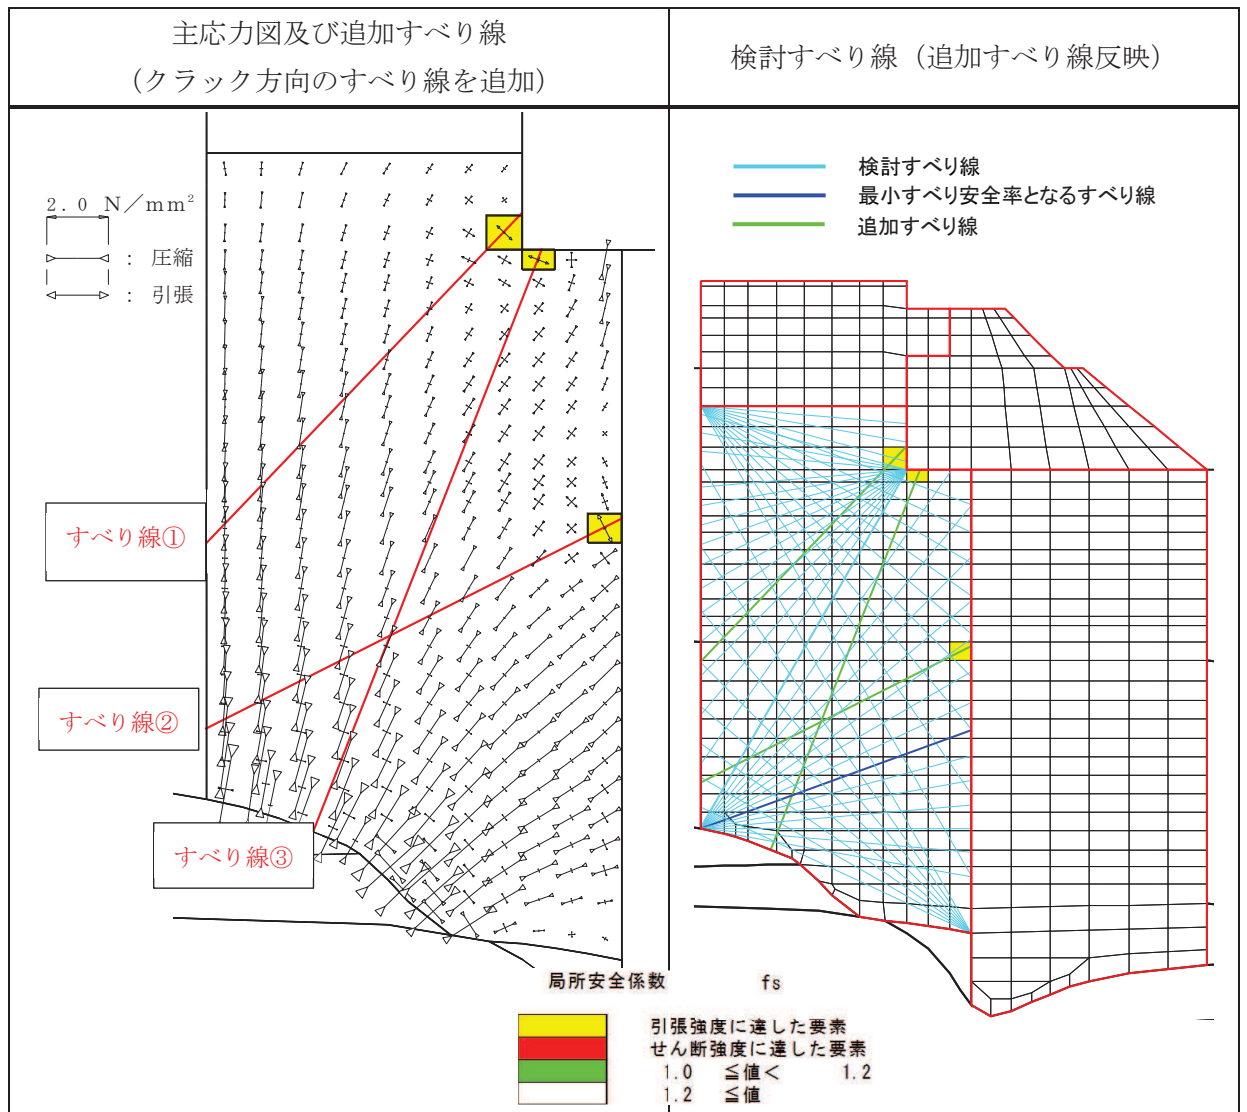 主応力図及び追加すべり線
(クラック方向のすべり線を追加)
検討すべり線（追加すべり線反映）
2.0 N／mm²
： 圧縮
： 引張
すべり線①
すべり線②
すべり線③
検討すべり線
最小すべり安全率となるすべり線
追加すべり線
局所安全係数 fs
引張強度に達した要素
せん断強度に達した要素
1.0 ≦値＜ 1.2
1.2 ≦値